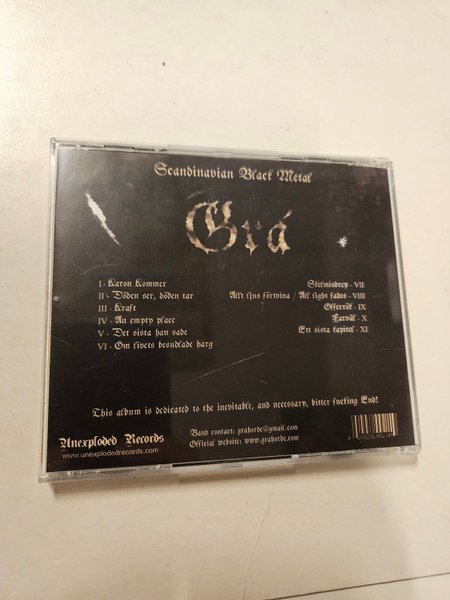 Scandinavian Black Metal
Grá
I - Karon Kommer
II - Döden ser, döden tar
III - Kraft
IV - An empty place
V - Det sista han sade
VI - Om livets besudlade harg
Skelmisdrep - VII
Allt ljus förtvina / All light fades - VIII
Offerrök - IX
Farväl - X
Ett sista kapitel - XI
This album is dedicated to the inevitable, and necessary, bitter fucking End!
Unexploded Records
www.unexplodedrecords.com
Band contact: grahorde@gmail.com
Official website: www.grahorde.com